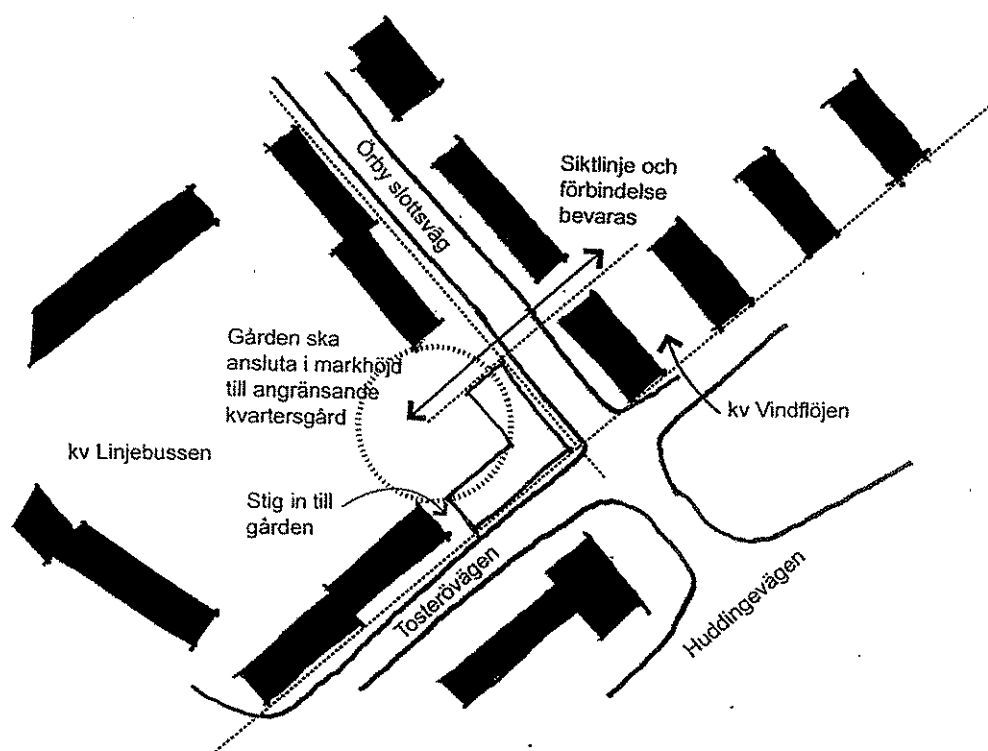 Örby slottsväg
Siktlinje och
förbindelse
bevaras
Gården ska
ansluta i markhöjd
till angränsande
kvartersgård
kv Vindflöjen
kv Linjebussen
Stig in till
gården
Tosterövägen
Huddingevägen